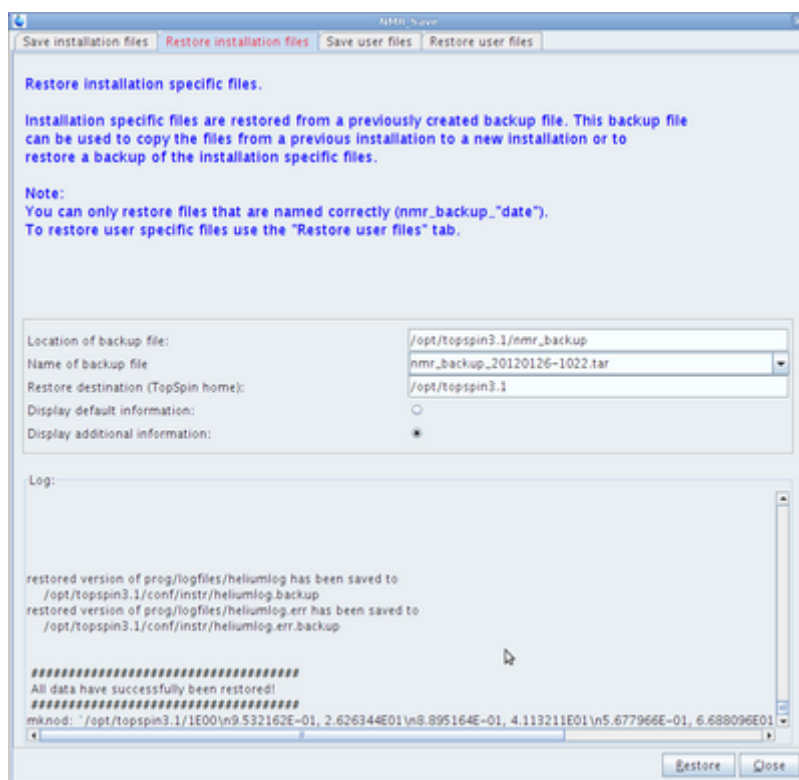 NMR_Save
Save installation files Restore installation files Save user files Restore user files
Restore installation specific files.
Installation specific files are restored from a previously created backup file. This backup file
can be used to copy the files from a previous installation to a new installation or to
restore a backup of the installation specific files.
Note:
You can only restore files that are named correctly (nmr_backup_"date").
To restore user specific files use the "Restore user files" tab.
Location of backup file: /opt/topspin3.1/nmr_backup
Name of backup file nmr_backup_20120126-1022.tar
Restore destination (TopSpin home): /opt/topspin3.1
Display default information:
Display additional information:
Log:
restored version of prog/logfiles/heliumlog has been saved to
/opt/topspin3.1/conf/instr/heliumlog.backup
restored version of prog/logfiles/heliumlog.err has been saved to
/opt/topspin3.1/conf/instr/heliumlog.err.backup
####################################
All data have successfully been restored!
####################################
mknod: `/opt/topspin3.1/1E00\n9.532162E-01, 2.626344E01\n8.895164E-01, 4.113211E01\n5.677966E-01, 6.688096E01
Restore Close